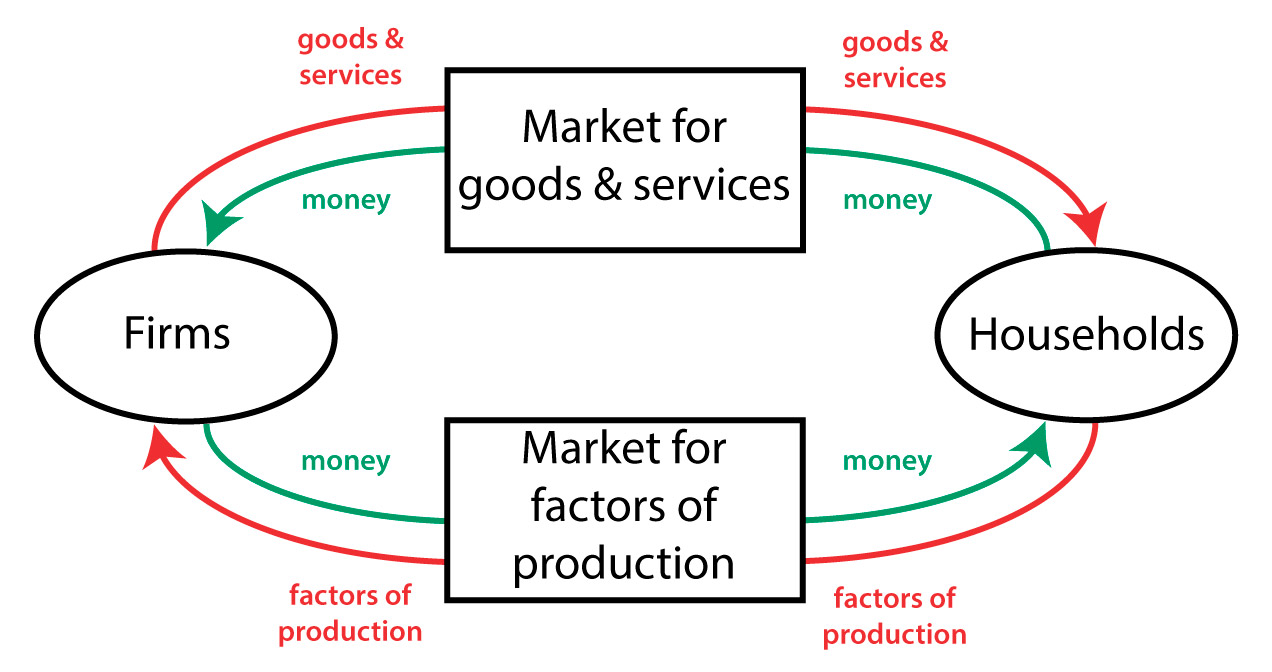 goods &
services
goods &
services
Market for
goods & services
money
money
Firms
Households
money
money
Market for
factors of
production
factors of
production
factors of
production